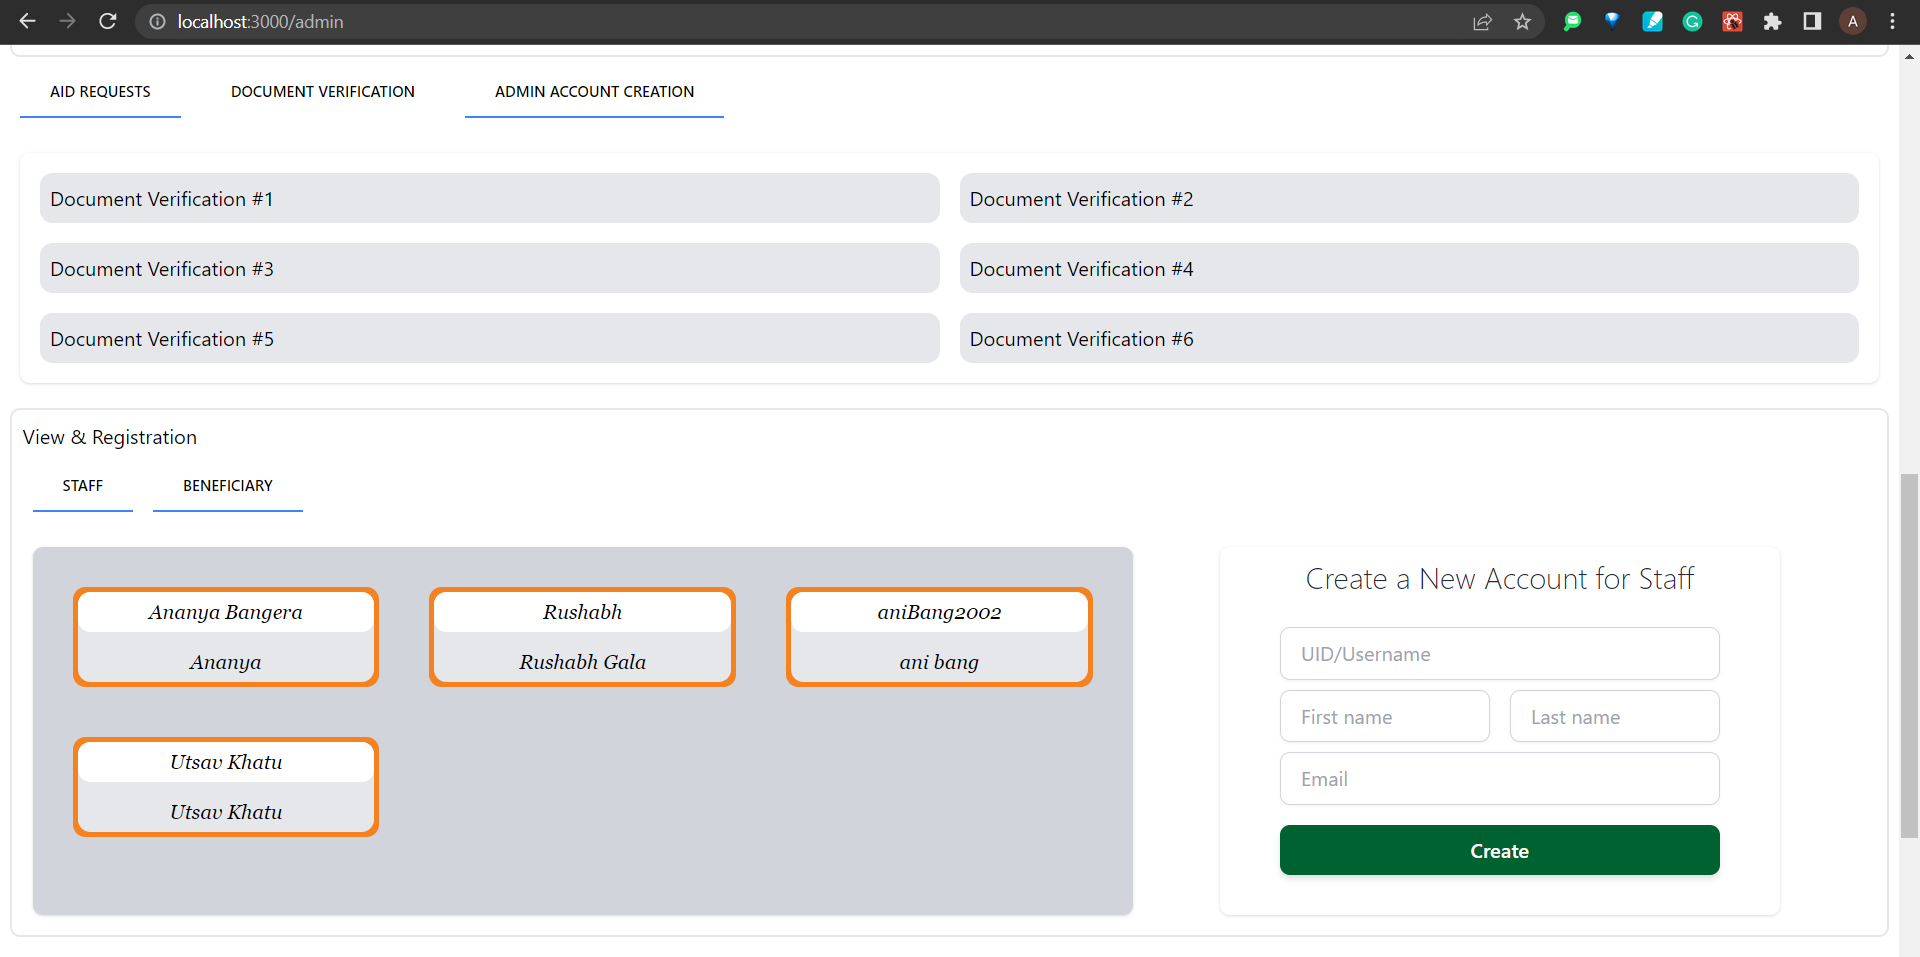 localhost:3000/admin
A
AID REQUESTS DOCUMENT VERIFICATION ADMIN ACCOUNT CREATION
Document Verification #1 Document Verification #2
Document Verification #3 Document Verification #4
Document Verification #5 Document Verification #6
View & Registration
STAFF BENEFICIARY
Ananya Bangera
Ananya
Rushabh
Rushabh Gala
aniBang2002
ani bang
Utsav Khatu
Utsav Khatu
Create a New Account for Staff
UID/Username
First name Last name
Email
Create